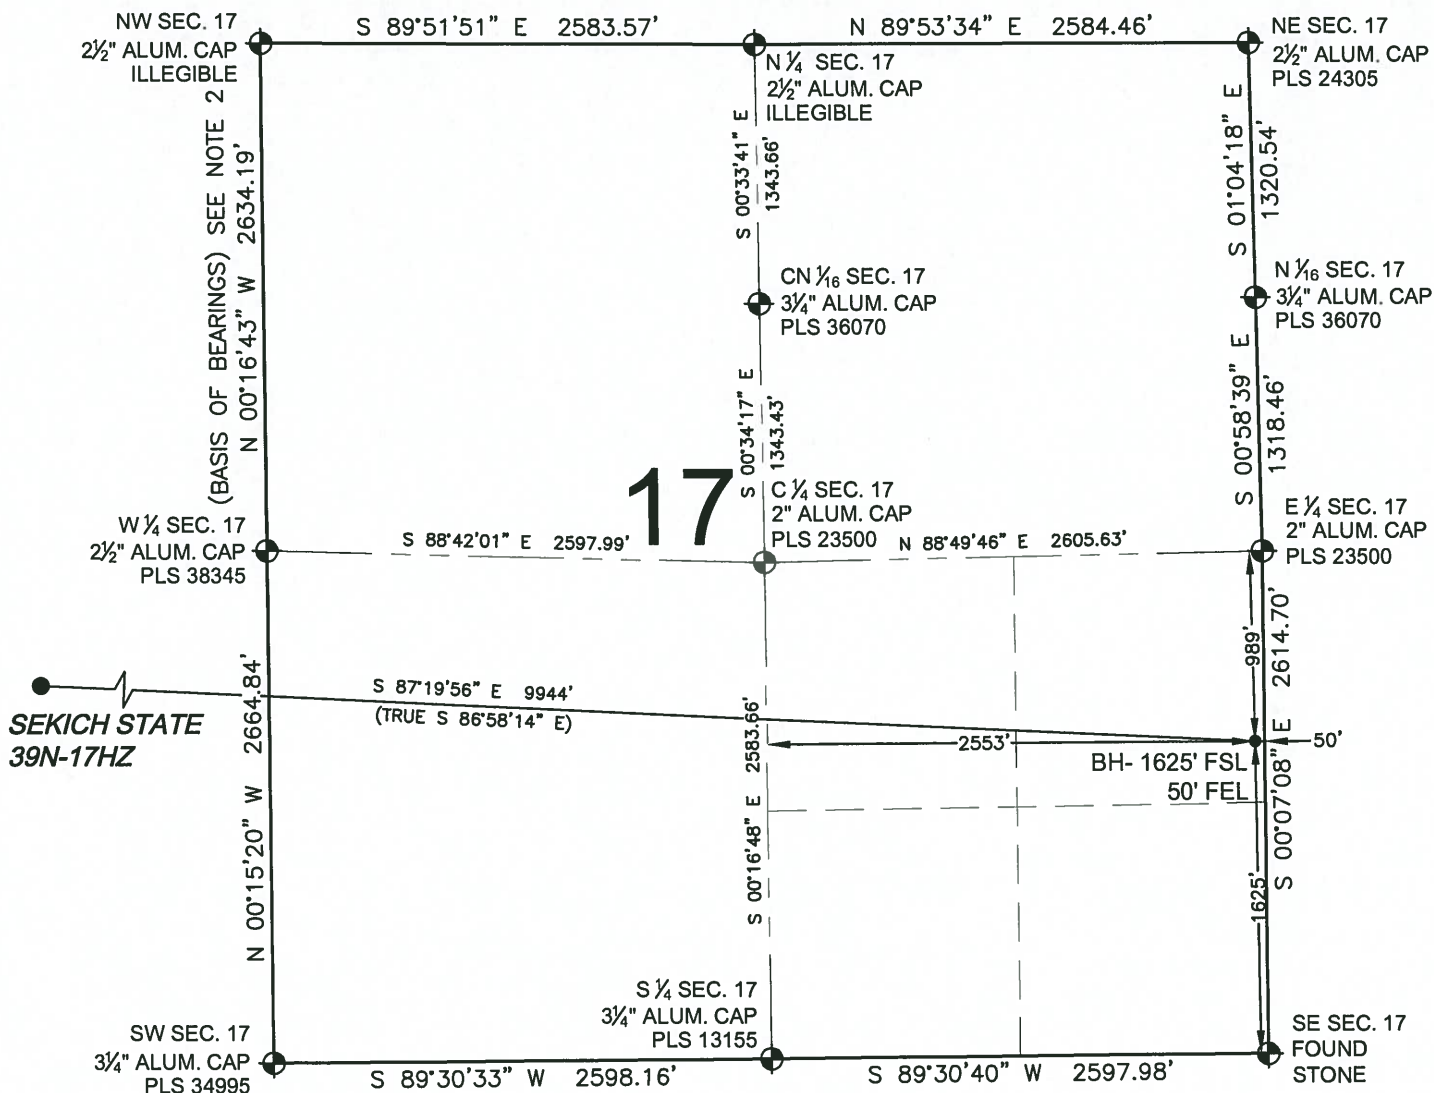 NW SEC. 17
2½" ALUM. CAP
ILLEGIBLE
S 89°51'51" E 2583.57'
N 89°53'34" E 2584.46'
NE SEC. 17
2½" ALUM. CAP
PLS 24305
N ¼ SEC. 17
2½" ALUM. CAP
ILLEGIBLE
(BASIS OF BEARINGS) SEE NOTE 2
N 00°16'43" W 2634.19'
S 00°33'41" E
1343.66'
S 01°04'18" E
1320.54'
CN 1⁄16 SEC. 17
3¼" ALUM. CAP
PLS 36070
N 1⁄16 SEC. 17
3¼" ALUM. CAP
PLS 36070
S 00°34'17" E
1343.43'
S 00°58'39" E
1318.46'
17
W ¼ SEC. 17
2½" ALUM. CAP
PLS 38345
S 88°42'01" E 2597.99'
C ¼ SEC. 17
2" ALUM. CAP
PLS 23500
N 88°49'46" E 2605.63'
E ¼ SEC. 17
2" ALUM. CAP
PLS 23500
989'
S 00°07'08" E 2614.70'
SEKICH STATE
39N-17HZ
N 00°15'20" W 2664.84'
S 87°19'56" E 9944'
(TRUE S 86°58'14" E)
S 00°16'48" E 2583.66'
2553'
50'
BH- 1625' FSL
50' FEL
1625'
S ¼ SEC. 17
3¼" ALUM. CAP
PLS 13155
SW SEC. 17
3¼" ALUM. CAP
PLS 34995
S 89°30'33" W 2598.16'
S 89°30'40" W 2597.98'
SE SEC. 17
FOUND
STONE